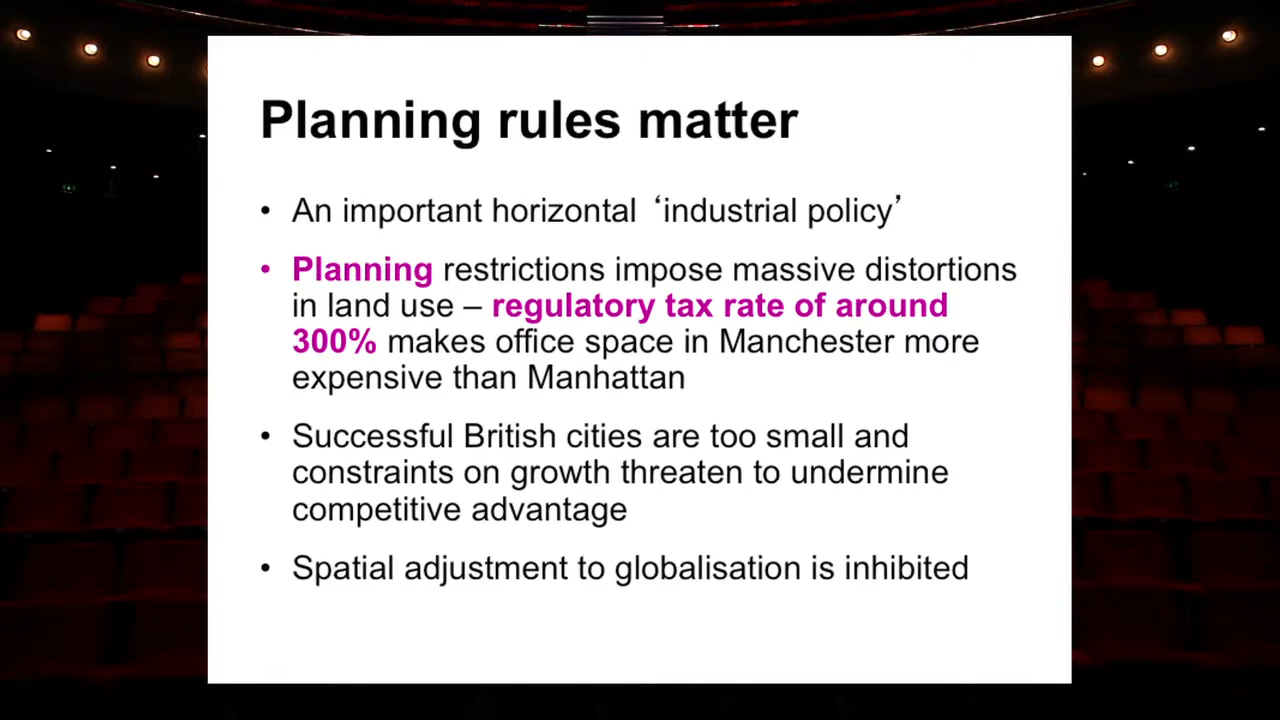 Planning rules matter
• An important horizontal ‘industrial policy’
• Planning restrictions impose massive distortions
in land use – regulatory tax rate of around
300% makes office space in Manchester more
expensive than Manhattan
• Successful British cities are too small and
constraints on growth threaten to undermine
competitive advantage
• Spatial adjustment to globalisation is inhibited